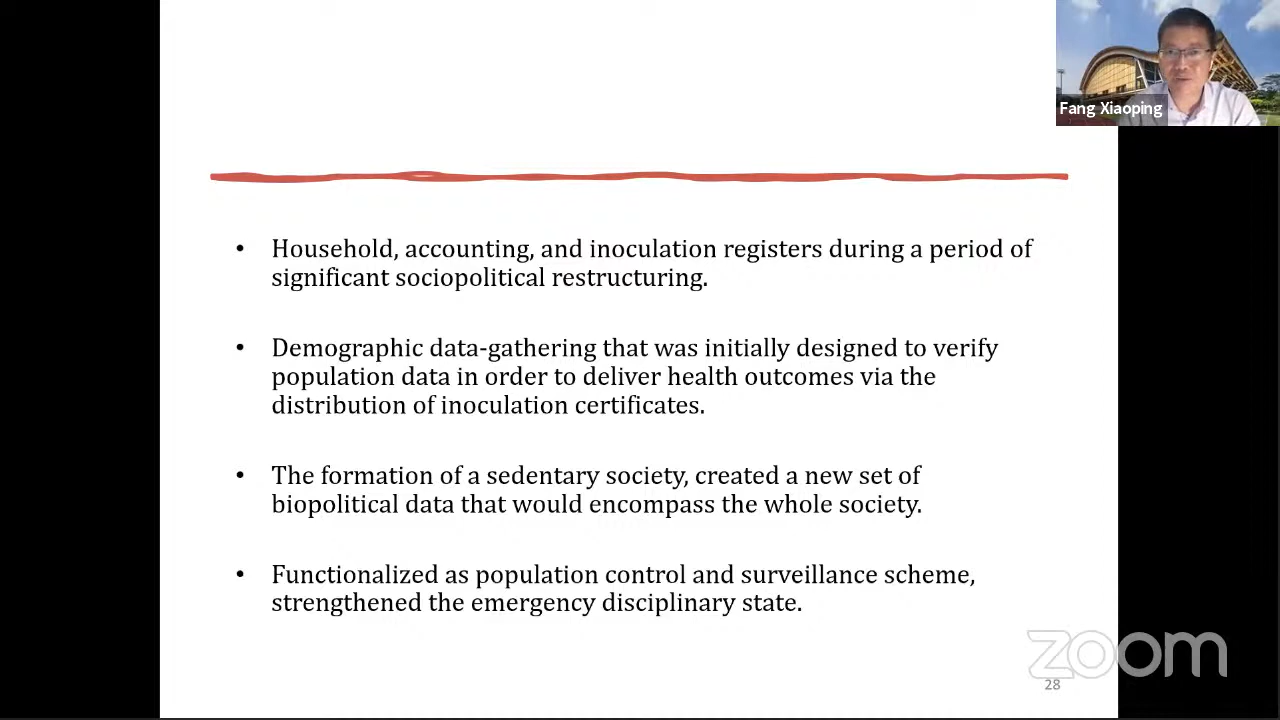 Fang Xiaoping
• Household, accounting, and inoculation registers during a period of
significant sociopolitical restructuring.
• Demographic data-gathering that was initially designed to verify
population data in order to deliver health outcomes via the
distribution of inoculation certificates.
• The formation of a sedentary society, created a new set of
biopolitical data that would encompass the whole society.
• Functionalized as population control and surveillance scheme,
strengthened the emergency disciplinary state.
zoom
28